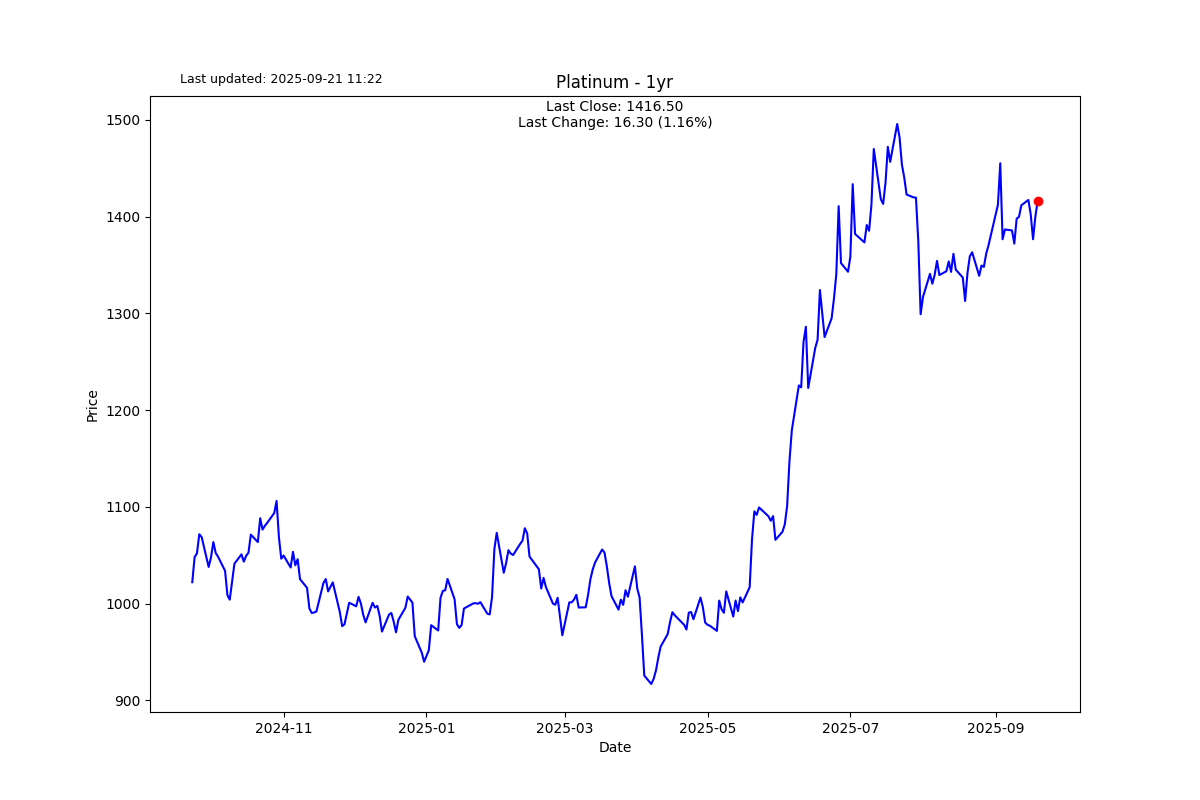 Last updated: 2025-09-21 11:22
Platinum - 1yr
Last Close: 1416.50
Last Change: 16.30 (1.16%)
1500
1400
1300
1200
1100
1000
900
Price
2024-11
2025-01
2025-03
2025-05
2025-07
2025-09
Date